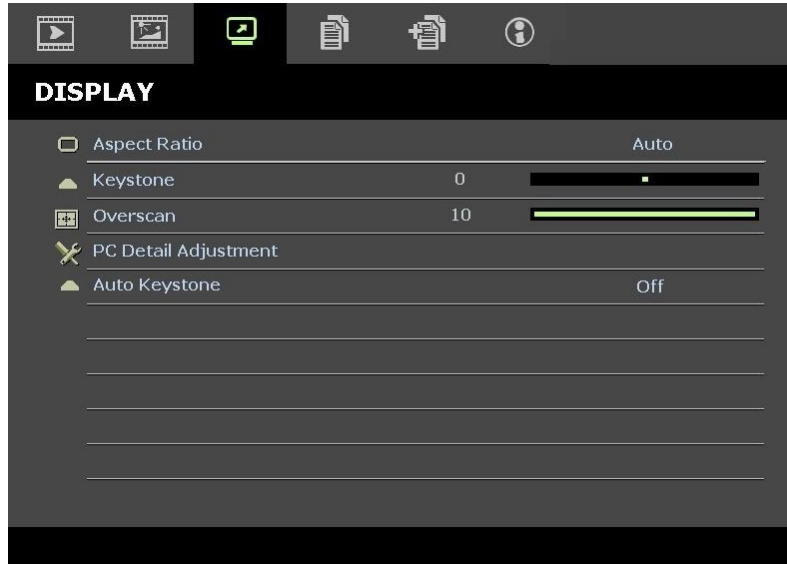 DISPLAY
Aspect Ratio Auto
Keystone 0
Overscan 10
PC Detail Adjustment
Auto Keystone Off